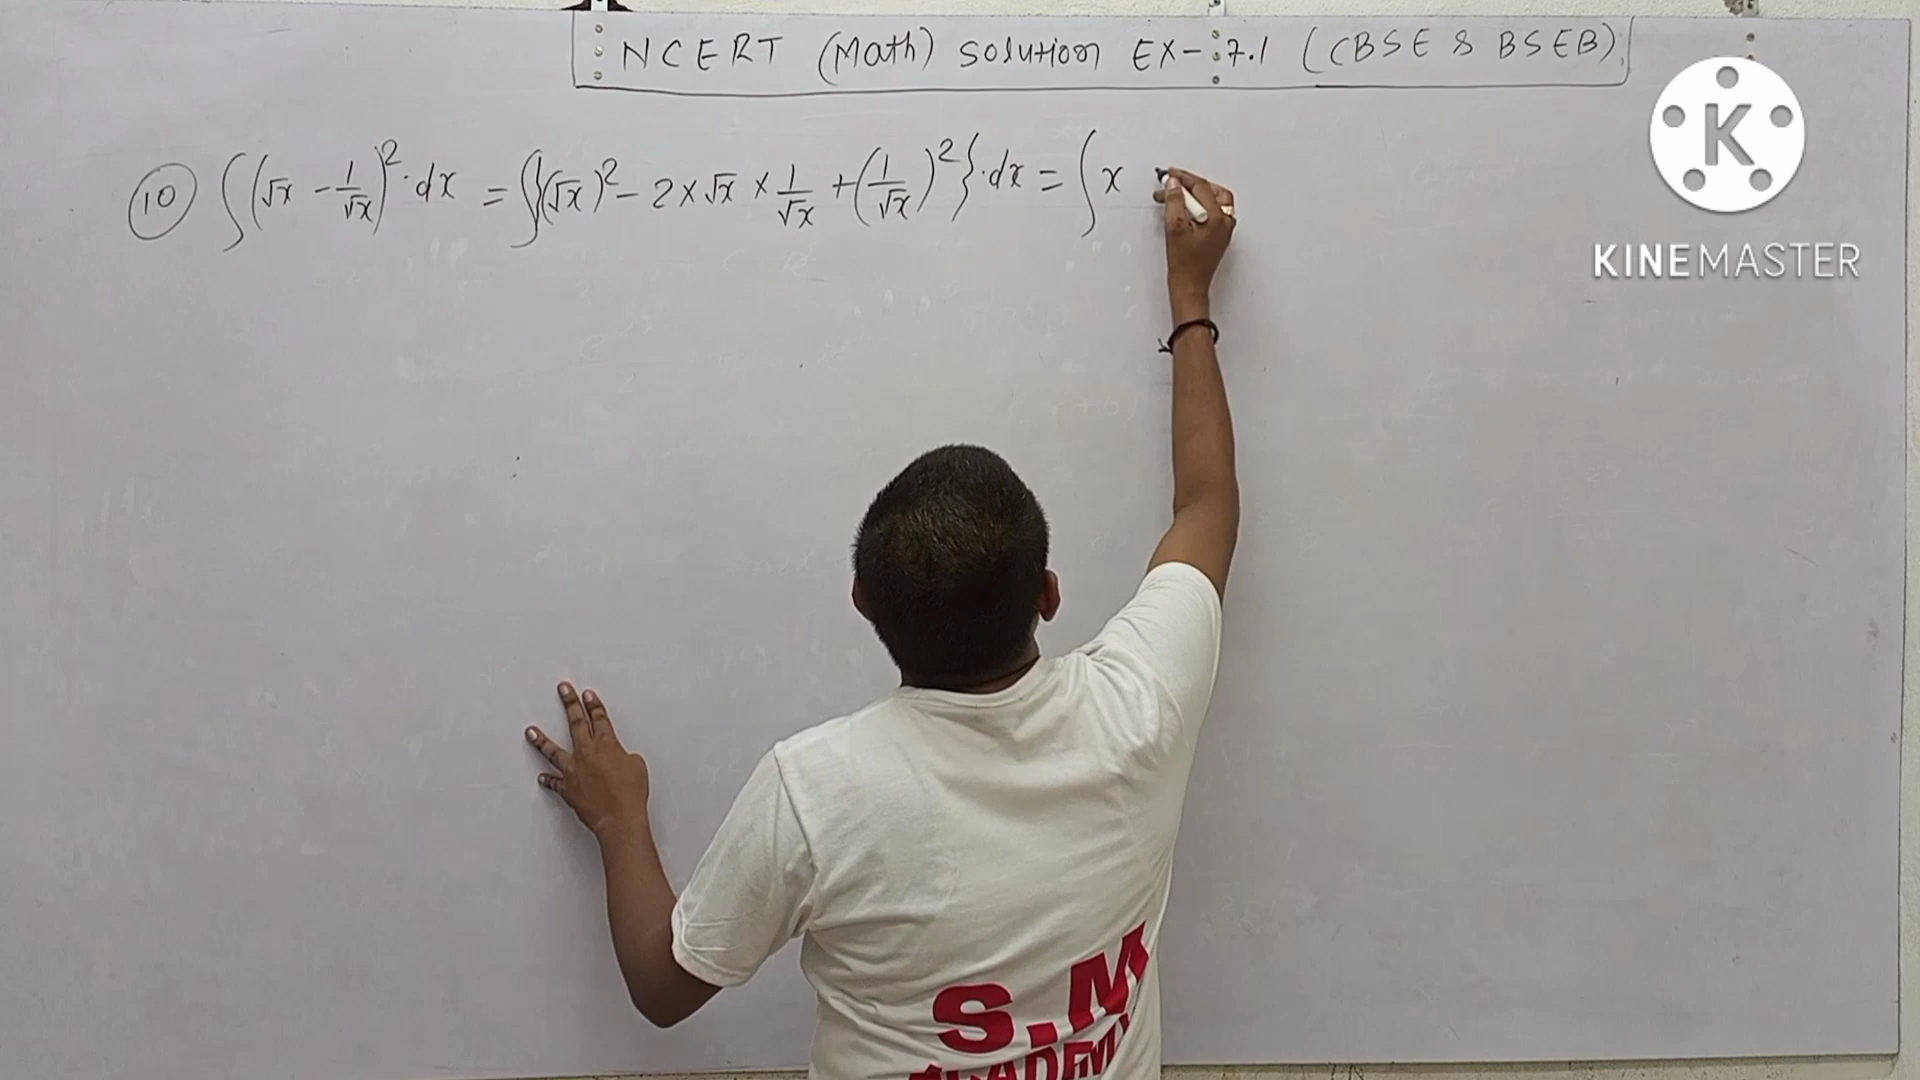 NCERT (Math) Solution EX-7.1 (CBSE & BSEB)
K
KINEMASTER
(10) ∫(√x - 1/√x)²·dx = ∫{(√x)² - 2×√x×1/√x + (1/√x)²}·dx = ∫(x
S.M
ACADEMY